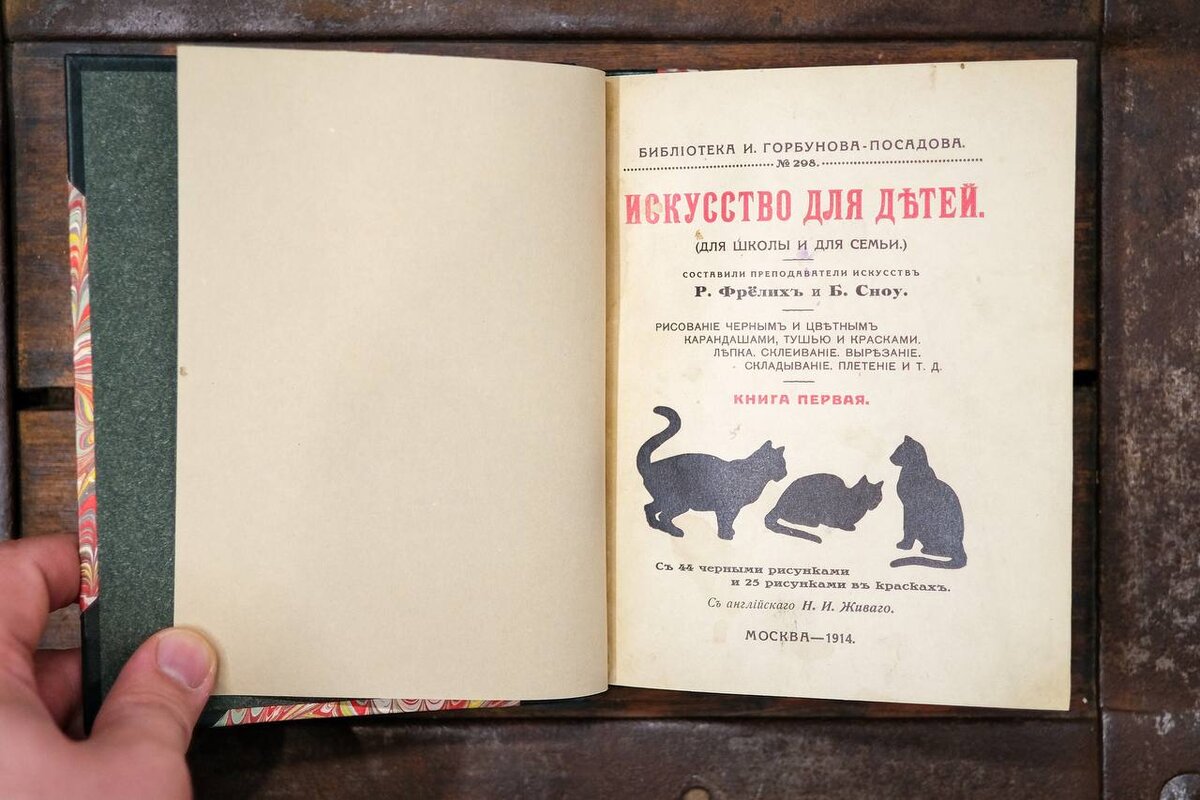 БИБЛІОТЕКА И. ГОРБУНОВА-ПОСАДОВА.
№ 298.
ИСКУССТВО ДЛЯ ДѢТЕЙ.
(ДЛЯ ШКОЛЫ И ДЛЯ СЕМЬИ.)
СОСТАВИЛИ ПРЕПОДАВАТЕЛИ ИСКУССТВЪ
Р. Фрёлихъ и Б. Сноу.
РИСОВАНІЕ ЧЕРНЫМЪ И ЦВѢТНЫМЪ
КАРАНДАШАМИ, ТУШЬЮ И КРАСКАМИ.
ЛѢПКА. СКЛЕИВАНІЕ. ВЫРѢЗАНІЕ.
СКЛАДЫВАНІЕ. ПЛЕТЕНІЕ И Т. Д.
КНИГА ПЕРВАЯ.
Съ 44 черными рисунками
и 25 рисунками въ краскахъ.
Съ англійскаго Н. И. Живаго.
МОСКВА—1914.